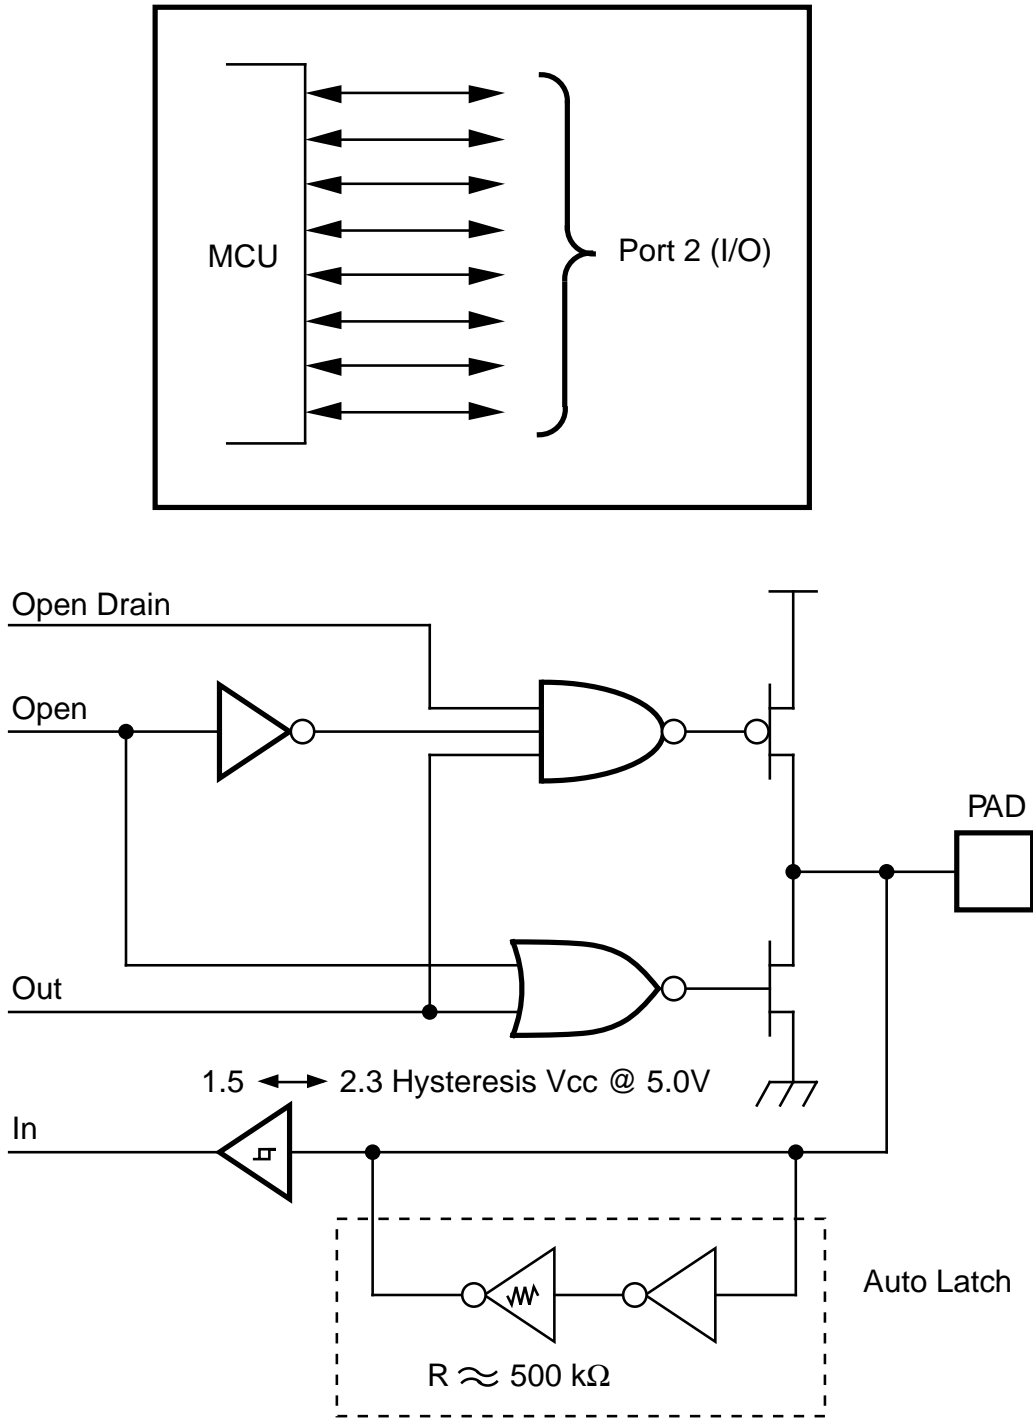 MCU
Port 2 (I/O)
Open Drain
Open
PAD
Out
1.5 2.3 Hysteresis Vcc @ 5.0V
In
Auto Latch
R ≈ 500 kΩ